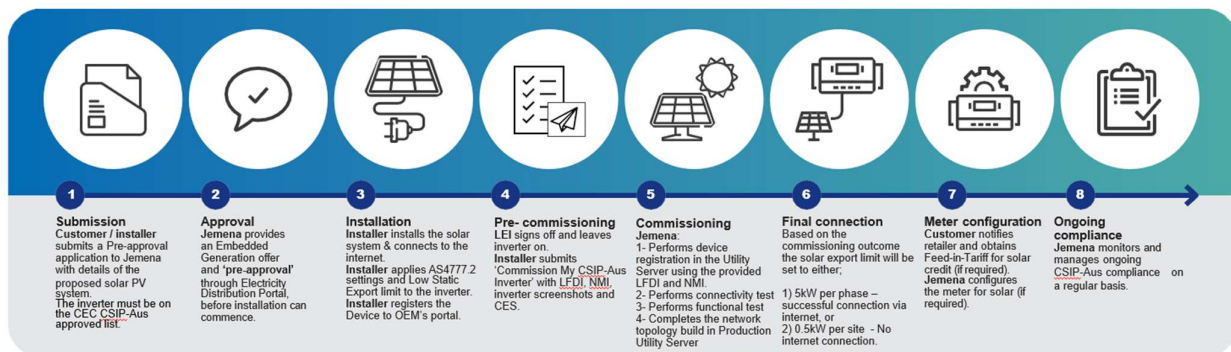 1
Submission
Customer / installer
submits a Pre-approval
application to Jemena
with details of the
proposed solar PV
system.
The inverter must be on
the CEC CSIP-Aus
approved list.
2
Approval
Jemena provides
an Embedded
Generation offer
and ‘pre-approval’
through Electricity
Distribution Portal,
before installation can
commence.
3
Installation
Installer installs the solar
system & connects to the
internet.
Installer applies AS4777.2
settings and Low Static
Export limit to the inverter.
Installer registers the
Device to OEM's portal.
4
Pre- commissioning
LEI signs off and leaves
inverter on.
Installer submits
‘Commission My CSIP-Aus
Inverter’ with LFDI, NMI,
inverter screenshots and
CES.
5
Commissioning
Jemena:
1- Performs device
registration in the Utility
Server using the provided
LFDI and NMI.
2- Performs connectivity test
3- Performs functional test
4- Completes the network
topology build in Production
Utility Server
6
Final connection
Based on the
commissioning outcome
the solar export limit will be
set to either;
1) 5kW per phase –
successful connection via
internet, or
2) 0.5kW per site - No
internet connection.
7
Meter configuration
Customer notifies
retailer and obtains
Feed-in-Tariff for solar
credit (if required).
Jemena configures
the meter for solar (if
required).
8
Ongoing
compliance
Jemena monitors and
manages ongoing
CSIP-Aus compliance on
a regular basis.